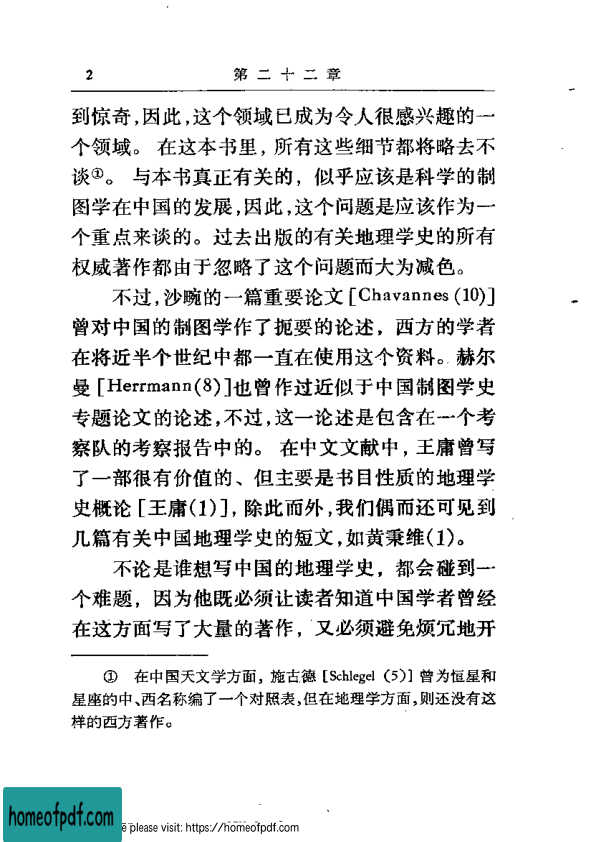 2 第二十二章
到惊奇,因此,这个领域已成为令人很感兴趣的一
个领域。 在这本书里, 所有这些细节都将略去不
谈①。 与本书真正有关的, 似乎应该是科学的制
图学在中国的发展,因此,这个问题是应该作为一
个重点来谈的。过去出版的有关地理学史的所有
权威著作都由于忽略了这个问题而大为减色。
不过,沙畹的一篇重要论文[Chavannes(10)]
曾对中国的制图学作了扼要的论述, 西方的学者
在将近半个世纪中都一直在使用这个资料。赫尔
曼[Herrmann(8)]也曾作过近似于中国制图学史
专题论文的论述,不过,这一论述是包含在一个考
察队的考察报告中的。 在中文文献中, 王庸曾写
了一部很有价值的、但主要是书目性质的地理学
史概论[王庸(1)], 除此而外,我们偶而还可见到
几篇有关中国地理学史的短文,如黄秉维(1)。
不论是谁想写中国的地理学史, 都会碰到一
个难题, 因为他既必须让读者知道中国学者曾经
在这方面写了大量的著作, 又必须避免烦冗地开
① 在中国天文学方面, 施古德[Schlegel (5)]曾为恒星和
星座的中、西名称编了一个对照表,但在地理学方面,则还没有这
样的西方著作。
homeofpdf.com
e please visit: https://homeofpdf.com